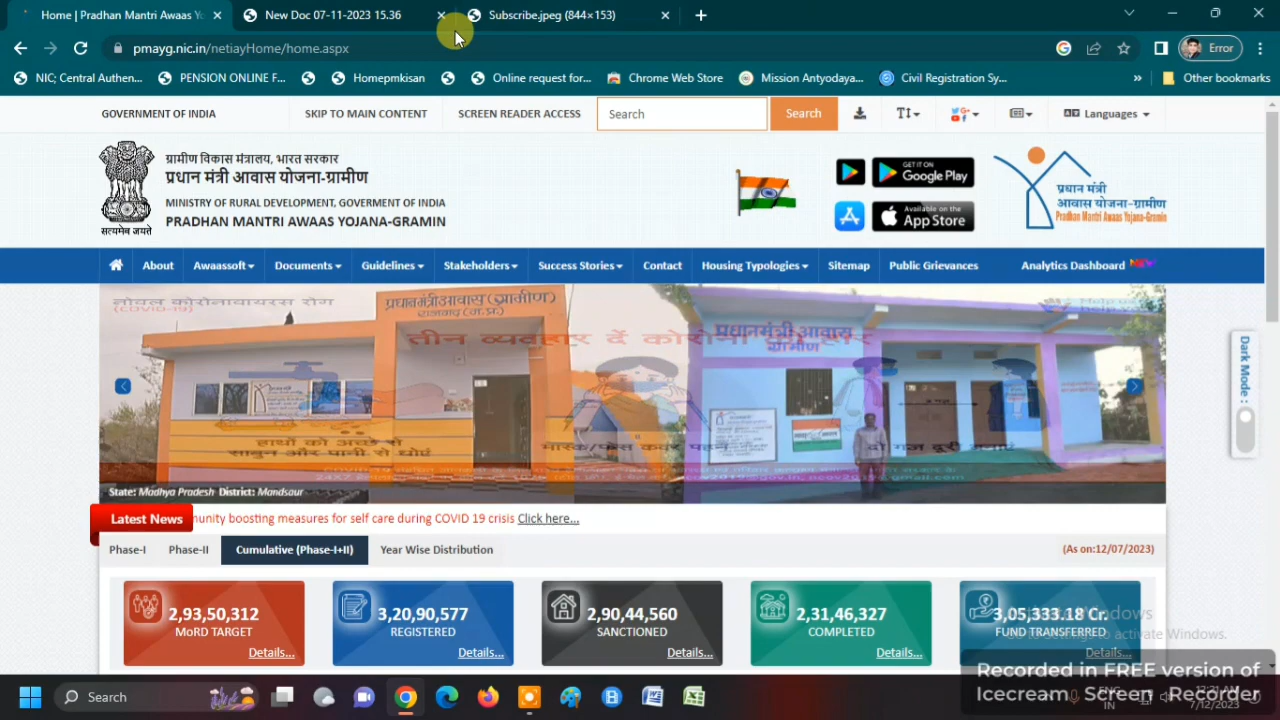 Home | Pradhan Mantri Awaas Yo
New Doc 07-11-2023 15.36
Subscribe.jpeg (844×153)
pmayg.nic.in/netiayHome/home.aspx
Error
NIC; Central Authen...
PENSION ONLINE F...
Homepmkisan
Online request for...
Chrome Web Store
Mission Antyodaya...
Civil Registration Sy...
»
Other bookmarks
GOVERNMENT OF INDIA
SKIP TO MAIN CONTENT
SCREEN READER ACCESS
Search
Search
Languages
ग्रामीण विकास मंत्रालय, भारत सरकार
प्रधान मंत्री आवास योजना-ग्रामीण
MINISTRY OF RURAL DEVELOPMENT, GOVERMENT OF INDIA
PRADHAN MANTRI AWAAS YOJANA-GRAMIN
सत्यमेव जयते
GET IT ON
Google Play
Available on the
App Store
प्रधान मंत्री
आवास योजना-ग्रामीण
Pradhan Mantri Awaas Yojna-Gramin
About
Awaassoft
Documents
Guidelines
Stakeholders
Success Stories
Contact
Housing Typologies
Sitemap
Public Grievances
Analytics Dashboard
नोवल कोरोनावायरस रोग
(COVID-19)
प्रधानमंत्री आवास (ग्रामीण)
प्रधानमंत्री आवास
ग्रामीण
हाथों को अच्छे से
साबुन और पानी से धोएं
State: Madhya Pradesh District: Mandsaur
Dark Mode :
Latest News
unity boosting measures for self care during COVID 19 crisis Click here...
Phase-I
Phase-II
Cumulative (Phase-I+II)
Year Wise Distribution
(As on:12/07/2023)
2,93,50,312
MoRD TARGET
Details...
3,20,90,577
REGISTERED
Details...
2,90,44,560
SANCTIONED
Details...
2,31,46,327
COMPLETED
Details...
3,05,333.18 Cr.
FUND TRANSFERRED
Details...
Recorded in FREE version of
Icecream Screen Recorder
Search
ENG
IN
7/12/2023